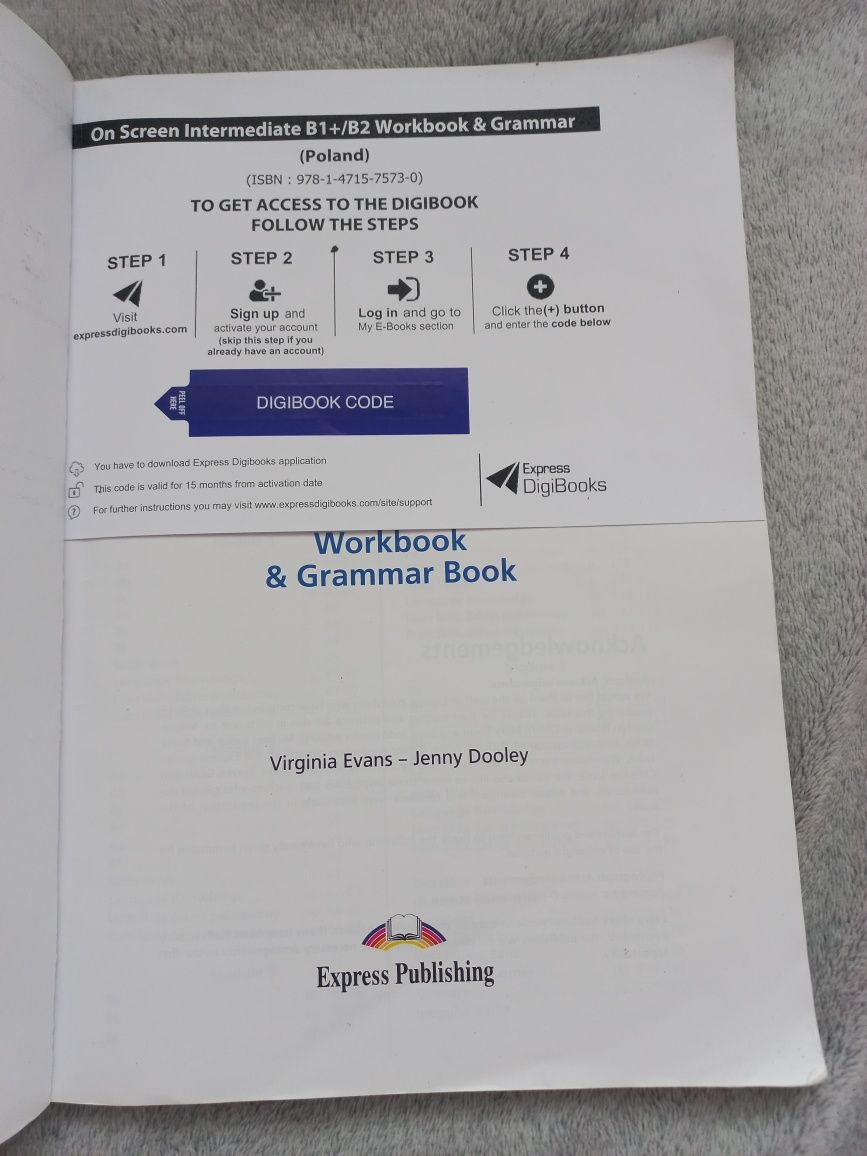 On Screen Intermediate B1+/B2 Workbook & Grammar
(Poland)
(ISBN : 978-1-4715-7573-0)
TO GET ACCESS TO THE DIGIBOOK
FOLLOW THE STEPS
STEP 1
Visit
expressdigibooks.com
STEP 2
Sign up and
activate your account
(skip this step if you
already have an account)
STEP 3
Log in and go to
My E-Books section
STEP 4
Click the(+) button
and enter the code below
PEEL OFF
HERE
DIGIBOOK CODE
You have to download Express Digibooks application
This code is valid for 15 months from activation date
For further instructions you may visit www.expressdigibooks.com/site/support
Express
DigiBooks
Workbook
& Grammar Book
Acknowledgements
Virginia Evans – Jenny Dooley
Express Publishing